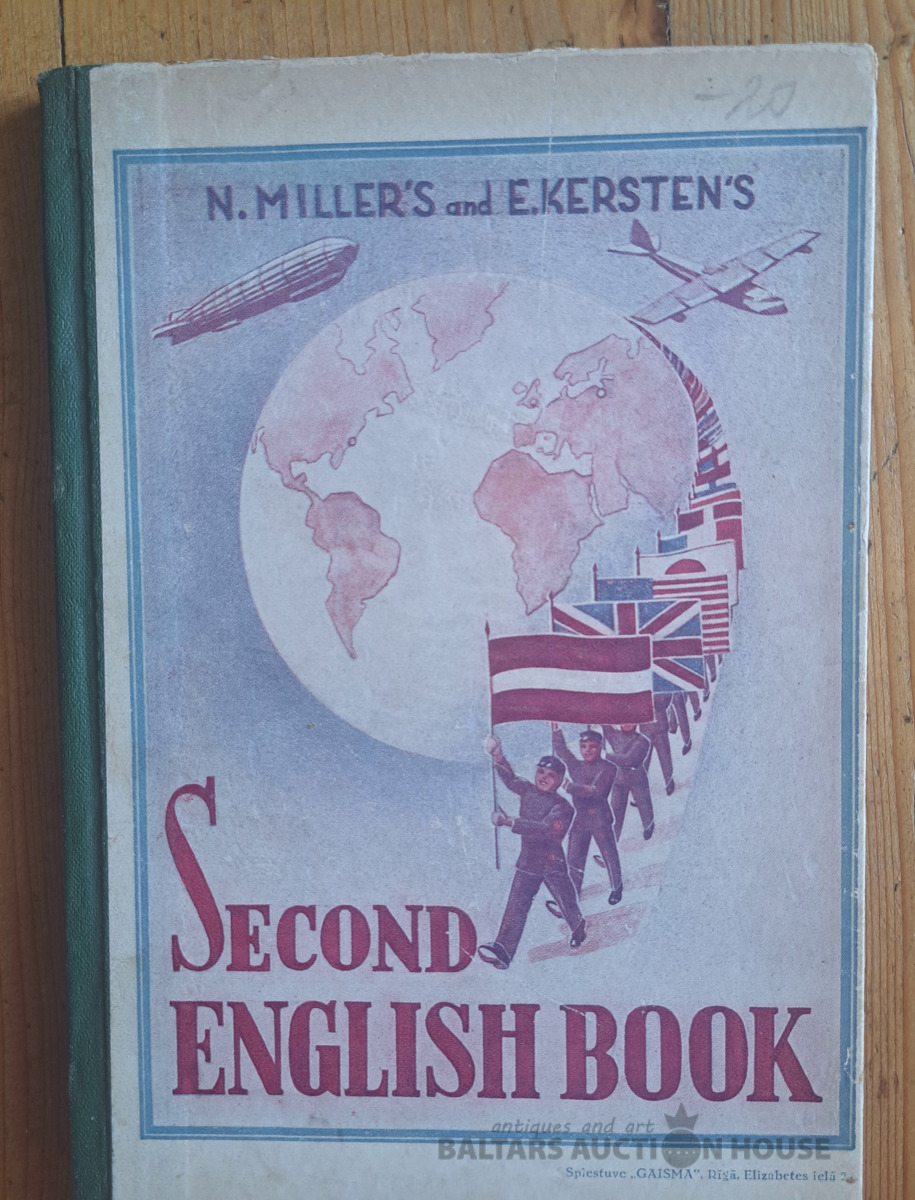 -20
N. MILLER'S and E. KERSTEN'S
SECOND
ENGLISH BOOK
antiques and art
BALTARS AUCTION HOUSE
Spiestuve „GAISMA“, Rīgā, Elizabetes ielā